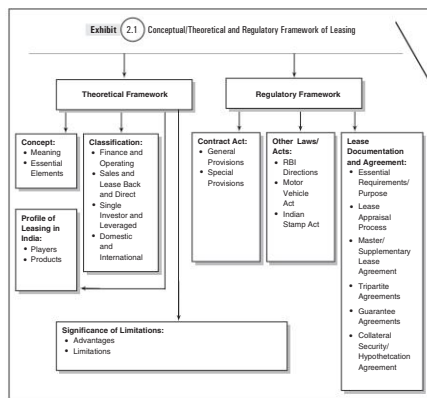 Exhibit 2.1 Conceptual/Theoretical and Regulatory Framework of Leasing
Theoretical Framework
Regulatory Framework
Concept:
• Meaning
• Essential
Elements
Classification:
• Finance and
Operating
• Sales and
Lease Back
and Direct
• Single
Investor and
Leveraged
• Domestic
and
International
Profile of
Leasing in
India:
• Players
• Products
Significance of Limitations:
• Advantages
• Limitations
Contract Act:
• General
Provisions
• Special
Provisions
Other Laws/
Acts:
• RBI
Directions
• Motor
Vehicle
Act
• Indian
Stamp Act
Lease
Documentation
and Agreement:
• Essential
Requirements/
Purpose
• Lease
Appraisal
Process
• Master/
Supplementary
Lease
Agreement
• Tripartite
Agreements
• Guarantee
Agreements
• Collateral
Security/
Hypothetcation
Agreement